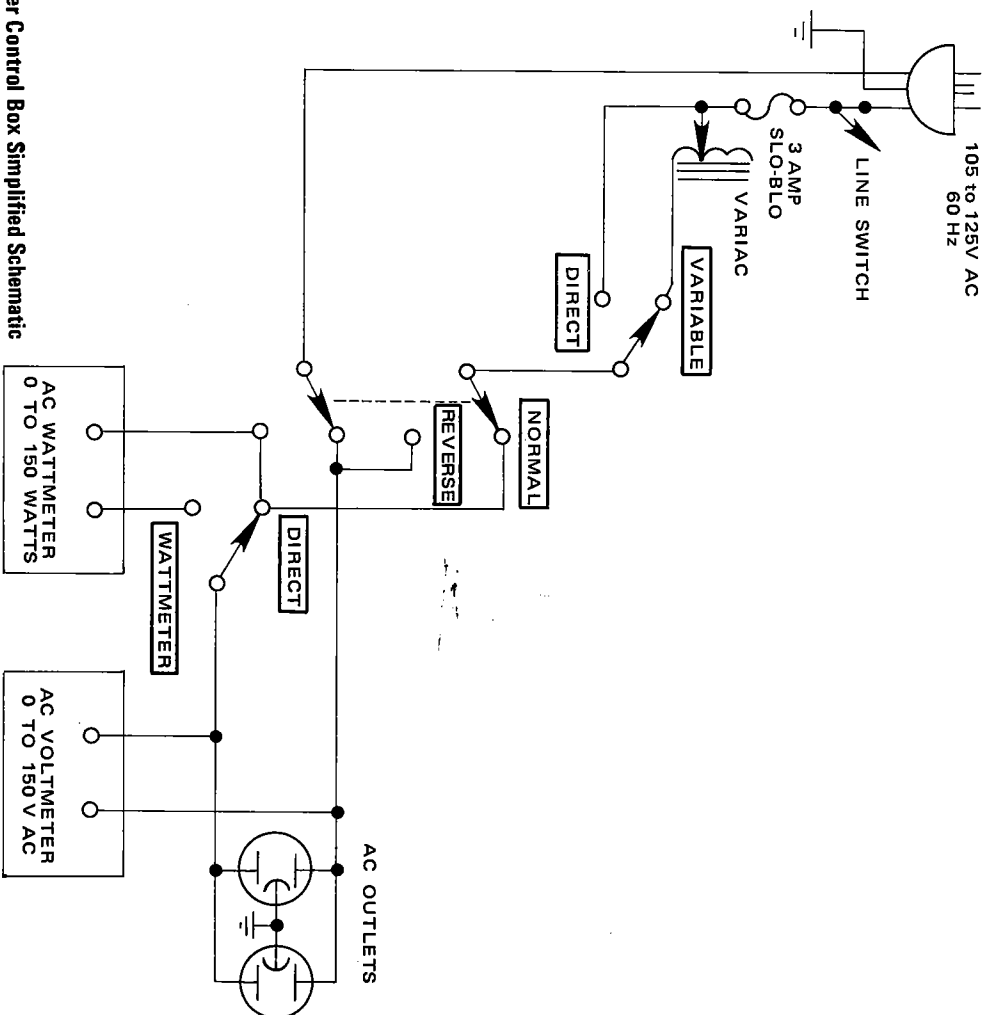 er Control Box Simplified Schematic
105 to 125V AC
60 Hz
LINE SWITCH
3 AMP
SLO-BLO
VARIAC
VARIABLE
DIRECT
NORMAL
REVERSE
DIRECT
WATTMETER
AC WATTMETER
0 TO 150 WATTS
AC VOLTMETER
0 TO 150 V AC
AC OUTLETS